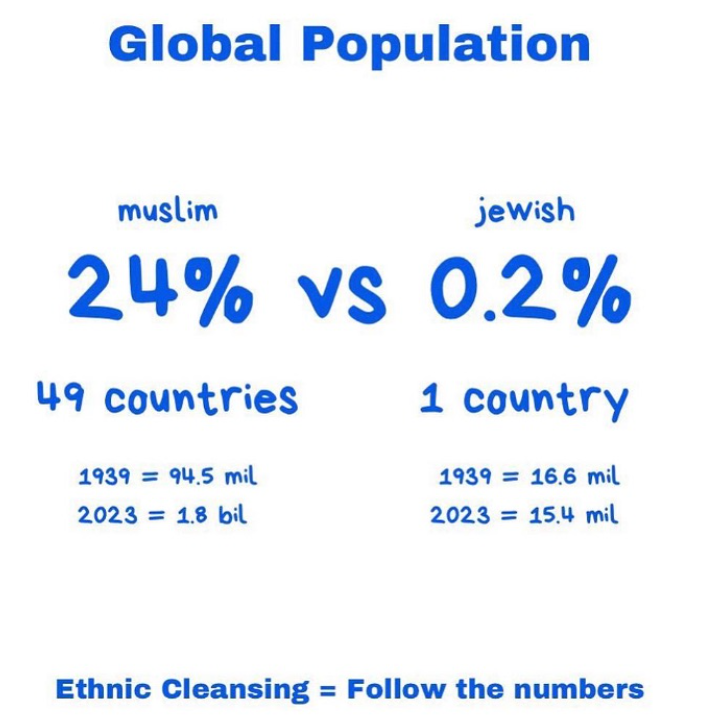 Global Population
muslim jewish
24% vs 0.2%
49 countries 1 country
1939 = 94.5 mil 1939 = 16.6 mil
2023 = 1.8 bil 2023 = 15.4 mil
Ethnic Cleansing = Follow the numbers